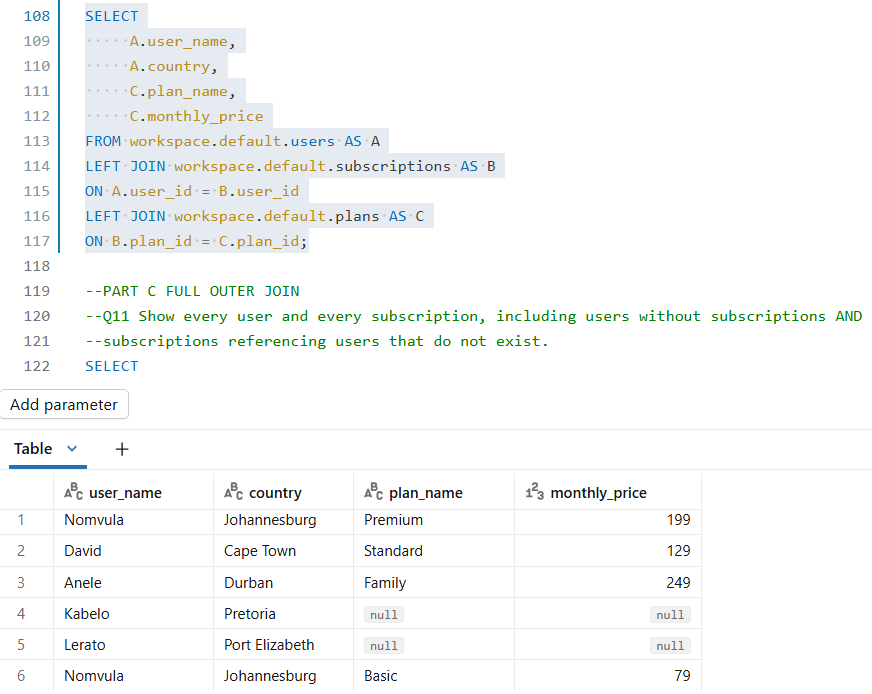 108 SELECT
109 A.user_name,
110 A.country,
111 C.plan_name,
112 C.monthly_price
113 FROM workspace.default.users AS A
114 LEFT JOIN workspace.default.subscriptions AS B
115 ON A.user_id = B.user_id
116 LEFT JOIN workspace.default.plans AS C
117 ON B.plan_id = C.plan_id;
118
119 --PART C FULL OUTER JOIN
120 --Q11 Show every user and every subscription, including users without subscriptions AND
121 --subscriptions referencing users that do not exist.
122 SELECT
Add parameter
Table +
ABC user_name ABC country ABC plan_name 123 monthly_price
1 Nomvula Johannesburg Premium 199
2 David Cape Town Standard 129
3 Anele Durban Family 249
4 Kabelo Pretoria null null
5 Lerato Port Elizabeth null null
6 Nomvula Johannesburg Basic 79